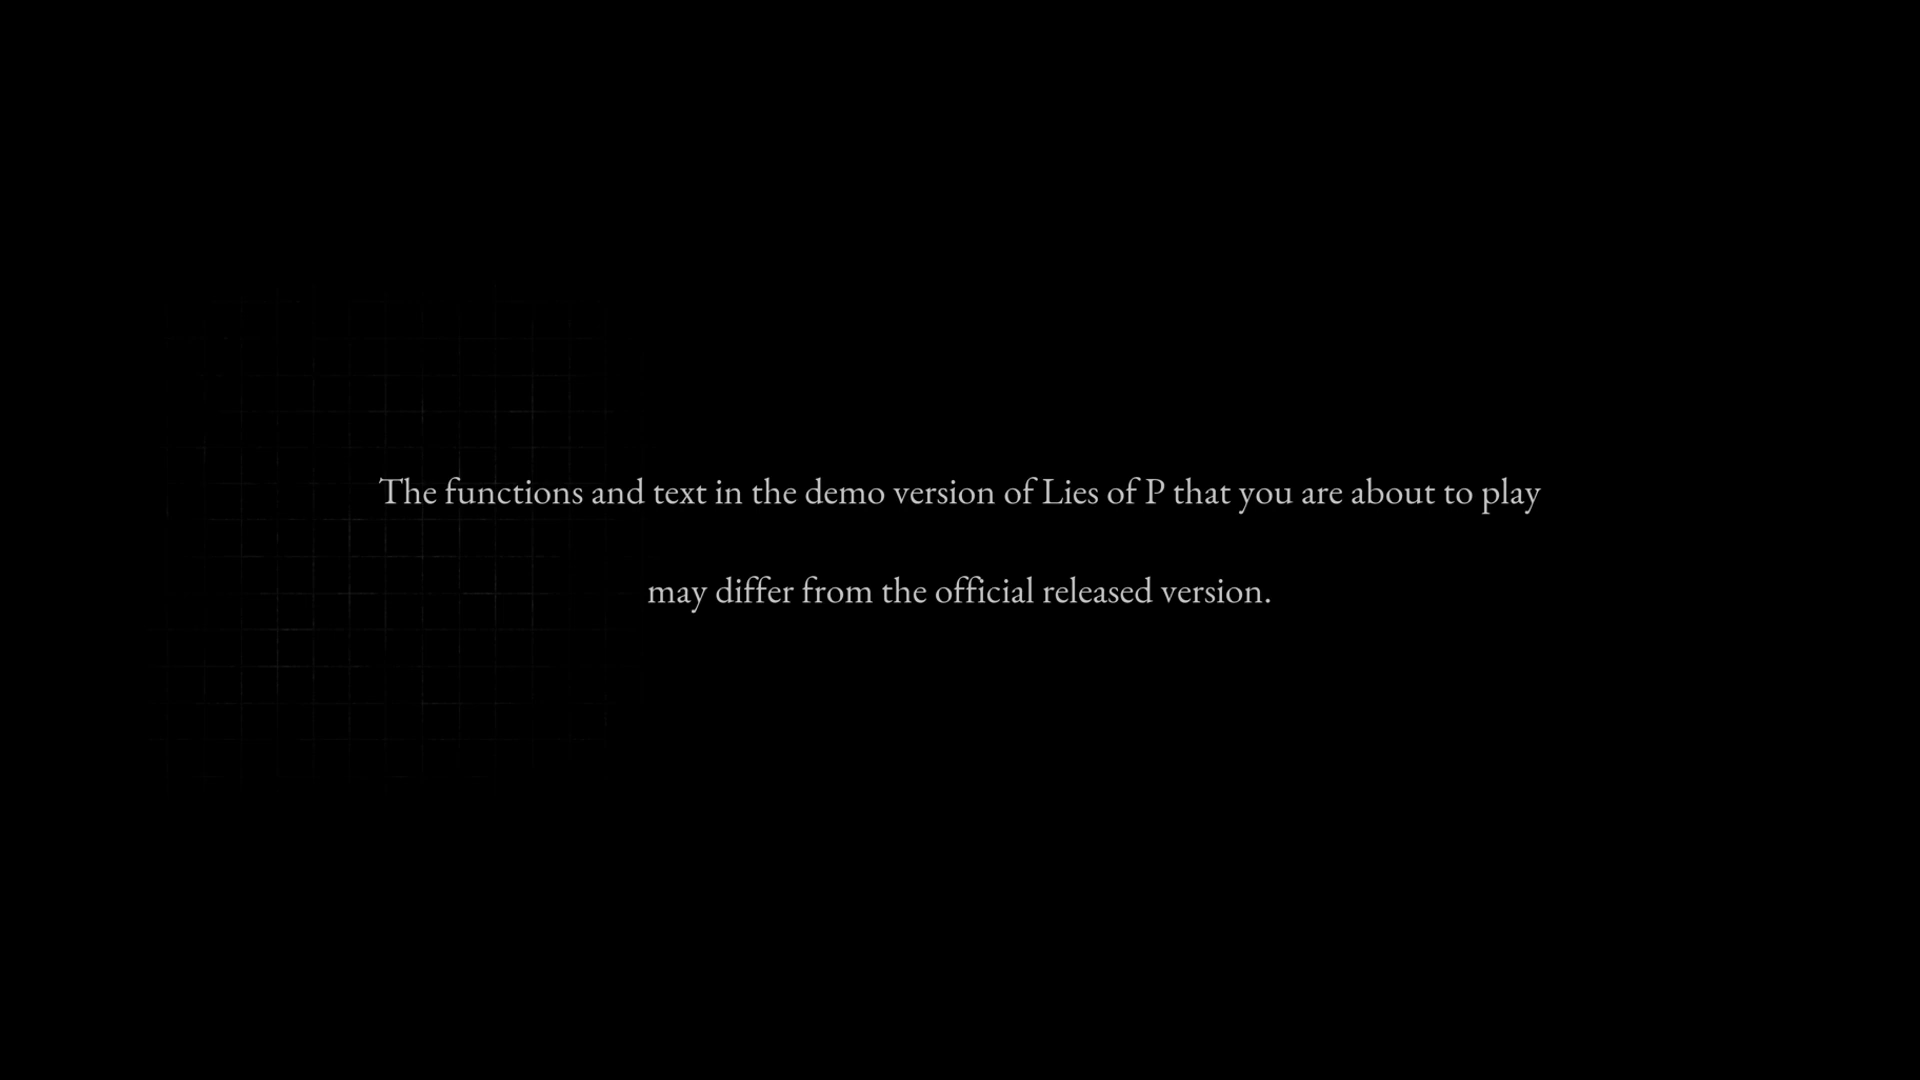 The functions and text in the demo version of Lies of P that you are about to play
may differ from the official released version.